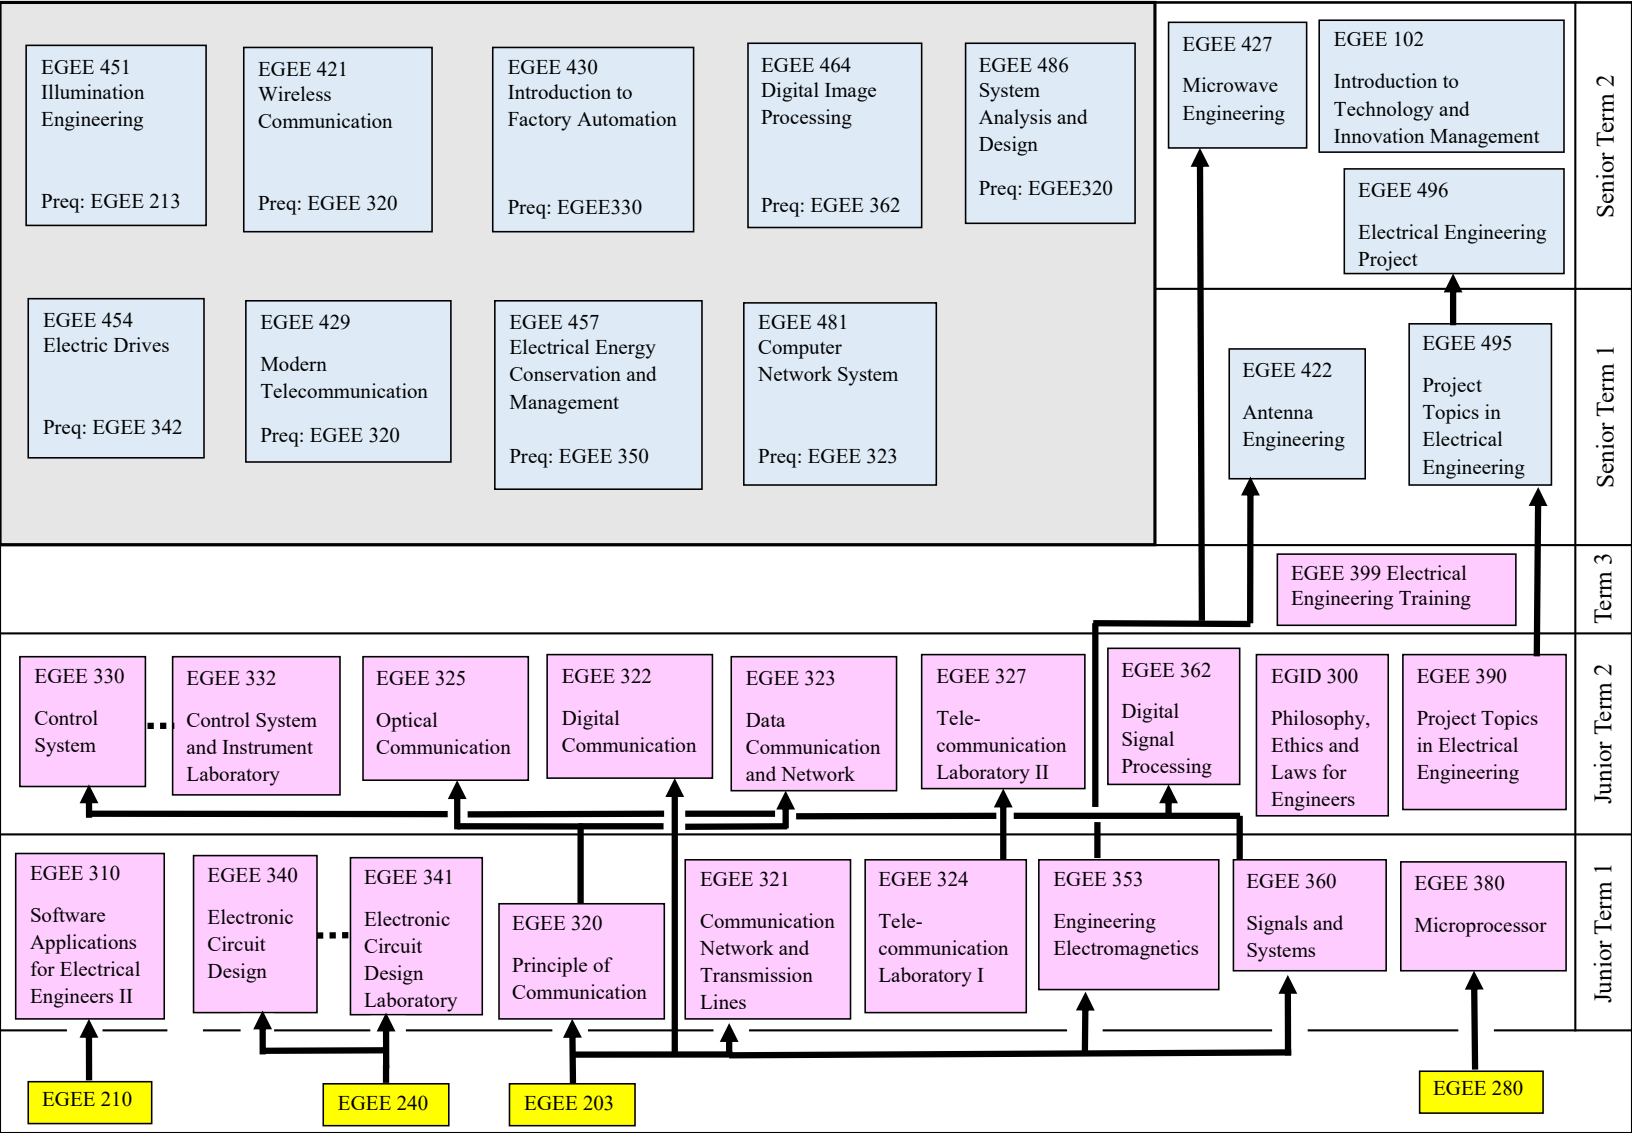 EGEE 451
Illumination
Engineering
Preq: EGEE 213
EGEE 421
Wireless
Communication
Preq: EGEE 320
EGEE 430
Introduction to
Factory Automation
Preq: EGEE330
EGEE 464
Digital Image
Processing
Preq: EGEE 362
EGEE 486
System
Analysis and
Design
Preq: EGEE320
EGEE 427
Microwave
Engineering
EGEE 102
Introduction to
Technology and
Innovation Management
EGEE 496
Electrical Engineering
Project
Senior Term 2
EGEE 454
Electric Drives
Preq: EGEE 342
EGEE 429
Modern
Telecommunication
Preq: EGEE 320
EGEE 457
Electrical Energy
Conservation and
Management
Preq: EGEE 350
EGEE 481
Computer
Network System
Preq: EGEE 323
EGEE 422
Antenna
Engineering
EGEE 495
Project
Topics in
Electrical
Engineering
Senior Term 1
EGEE 399 Electrical
Engineering Training
Term 3
EGEE 330
Control
System
EGEE 332
Control System
and Instrument
Laboratory
EGEE 325
Optical
Communication
EGEE 322
Digital
Communication
EGEE 323
Data
Communication
and Network
EGEE 327
Tele-
communication
Laboratory II
EGEE 362
Digital
Signal
Processing
EGID 300
Philosophy,
Ethics and
Laws for
Engineers
EGEE 390
Project Topics
in Electrical
Engineering
Junior Term 2
EGEE 310
Software
Applications
for Electrical
Engineers II
EGEE 340
Electronic
Circuit
Design
EGEE 341
Electronic
Circuit
Design
Laboratory
EGEE 320
Principle of
Communication
EGEE 321
Communication
Network and
Transmission
Lines
EGEE 324
Tele-
communication
Laboratory I
EGEE 353
Engineering
Electromagnetics
EGEE 360
Signals and
Systems
EGEE 380
Microprocessor
Junior Term 1
EGEE 210
EGEE 240
EGEE 203
EGEE 280